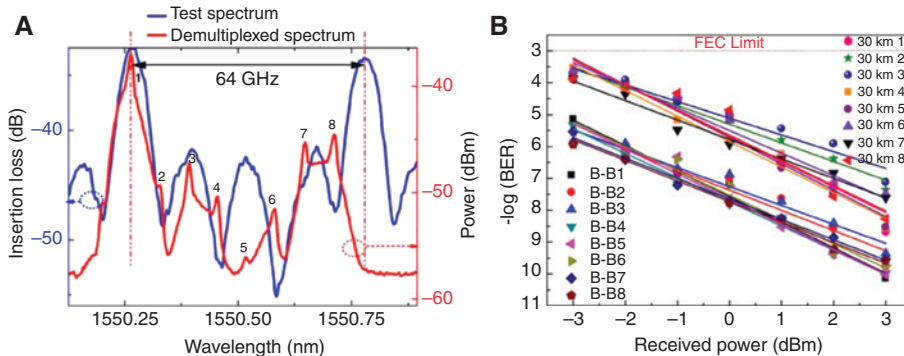 A
Test spectrum
Demultiplexed spectrum
64 GHz
1
2
3
4
5
6
7
8
Insertion loss (dB)
−40
−50
Power (dBm)
−40
−50
−60
1550.25
1550.50
1550.75
Wavelength (nm)
B
FEC Limit
30 km 1
30 km 2
30 km 3
30 km 4
30 km 5
30 km 6
30 km 7
30 km 8
B-B1
B-B2
B-B3
B-B4
B-B5
B-B6
B-B7
B-B8
-log (BER)
3
4
5
6
7
8
9
10
11
−3
−2
−1
0
1
2
3
Received power (dBm)